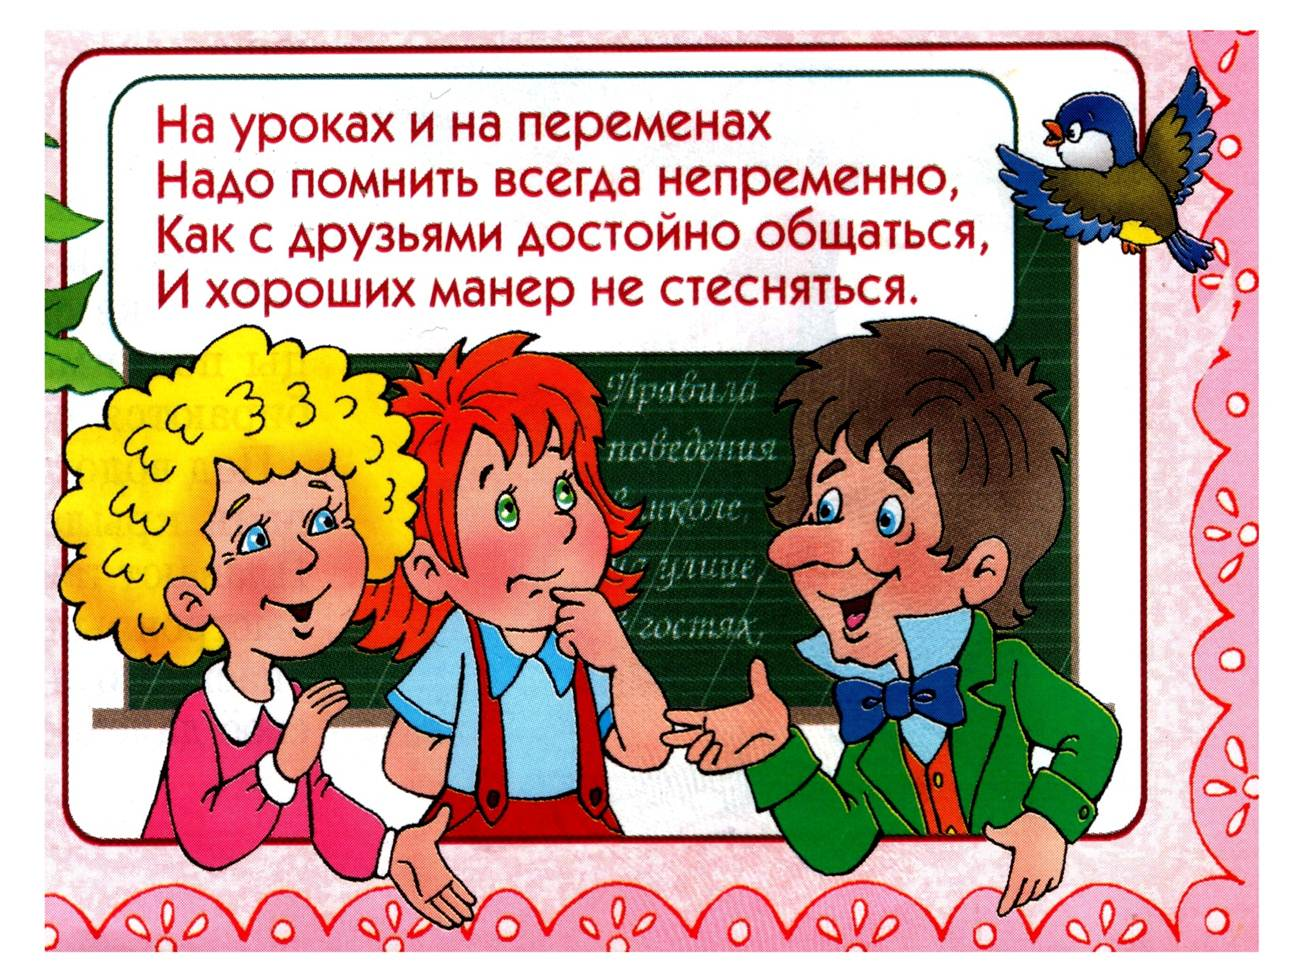 На уроках и на переменах
Надо помнить всегда непременно,
Как с друзьями достойно общаться,
И хороших манер не стесняться.
Правила
поведения
школе,
улице,
гостях,